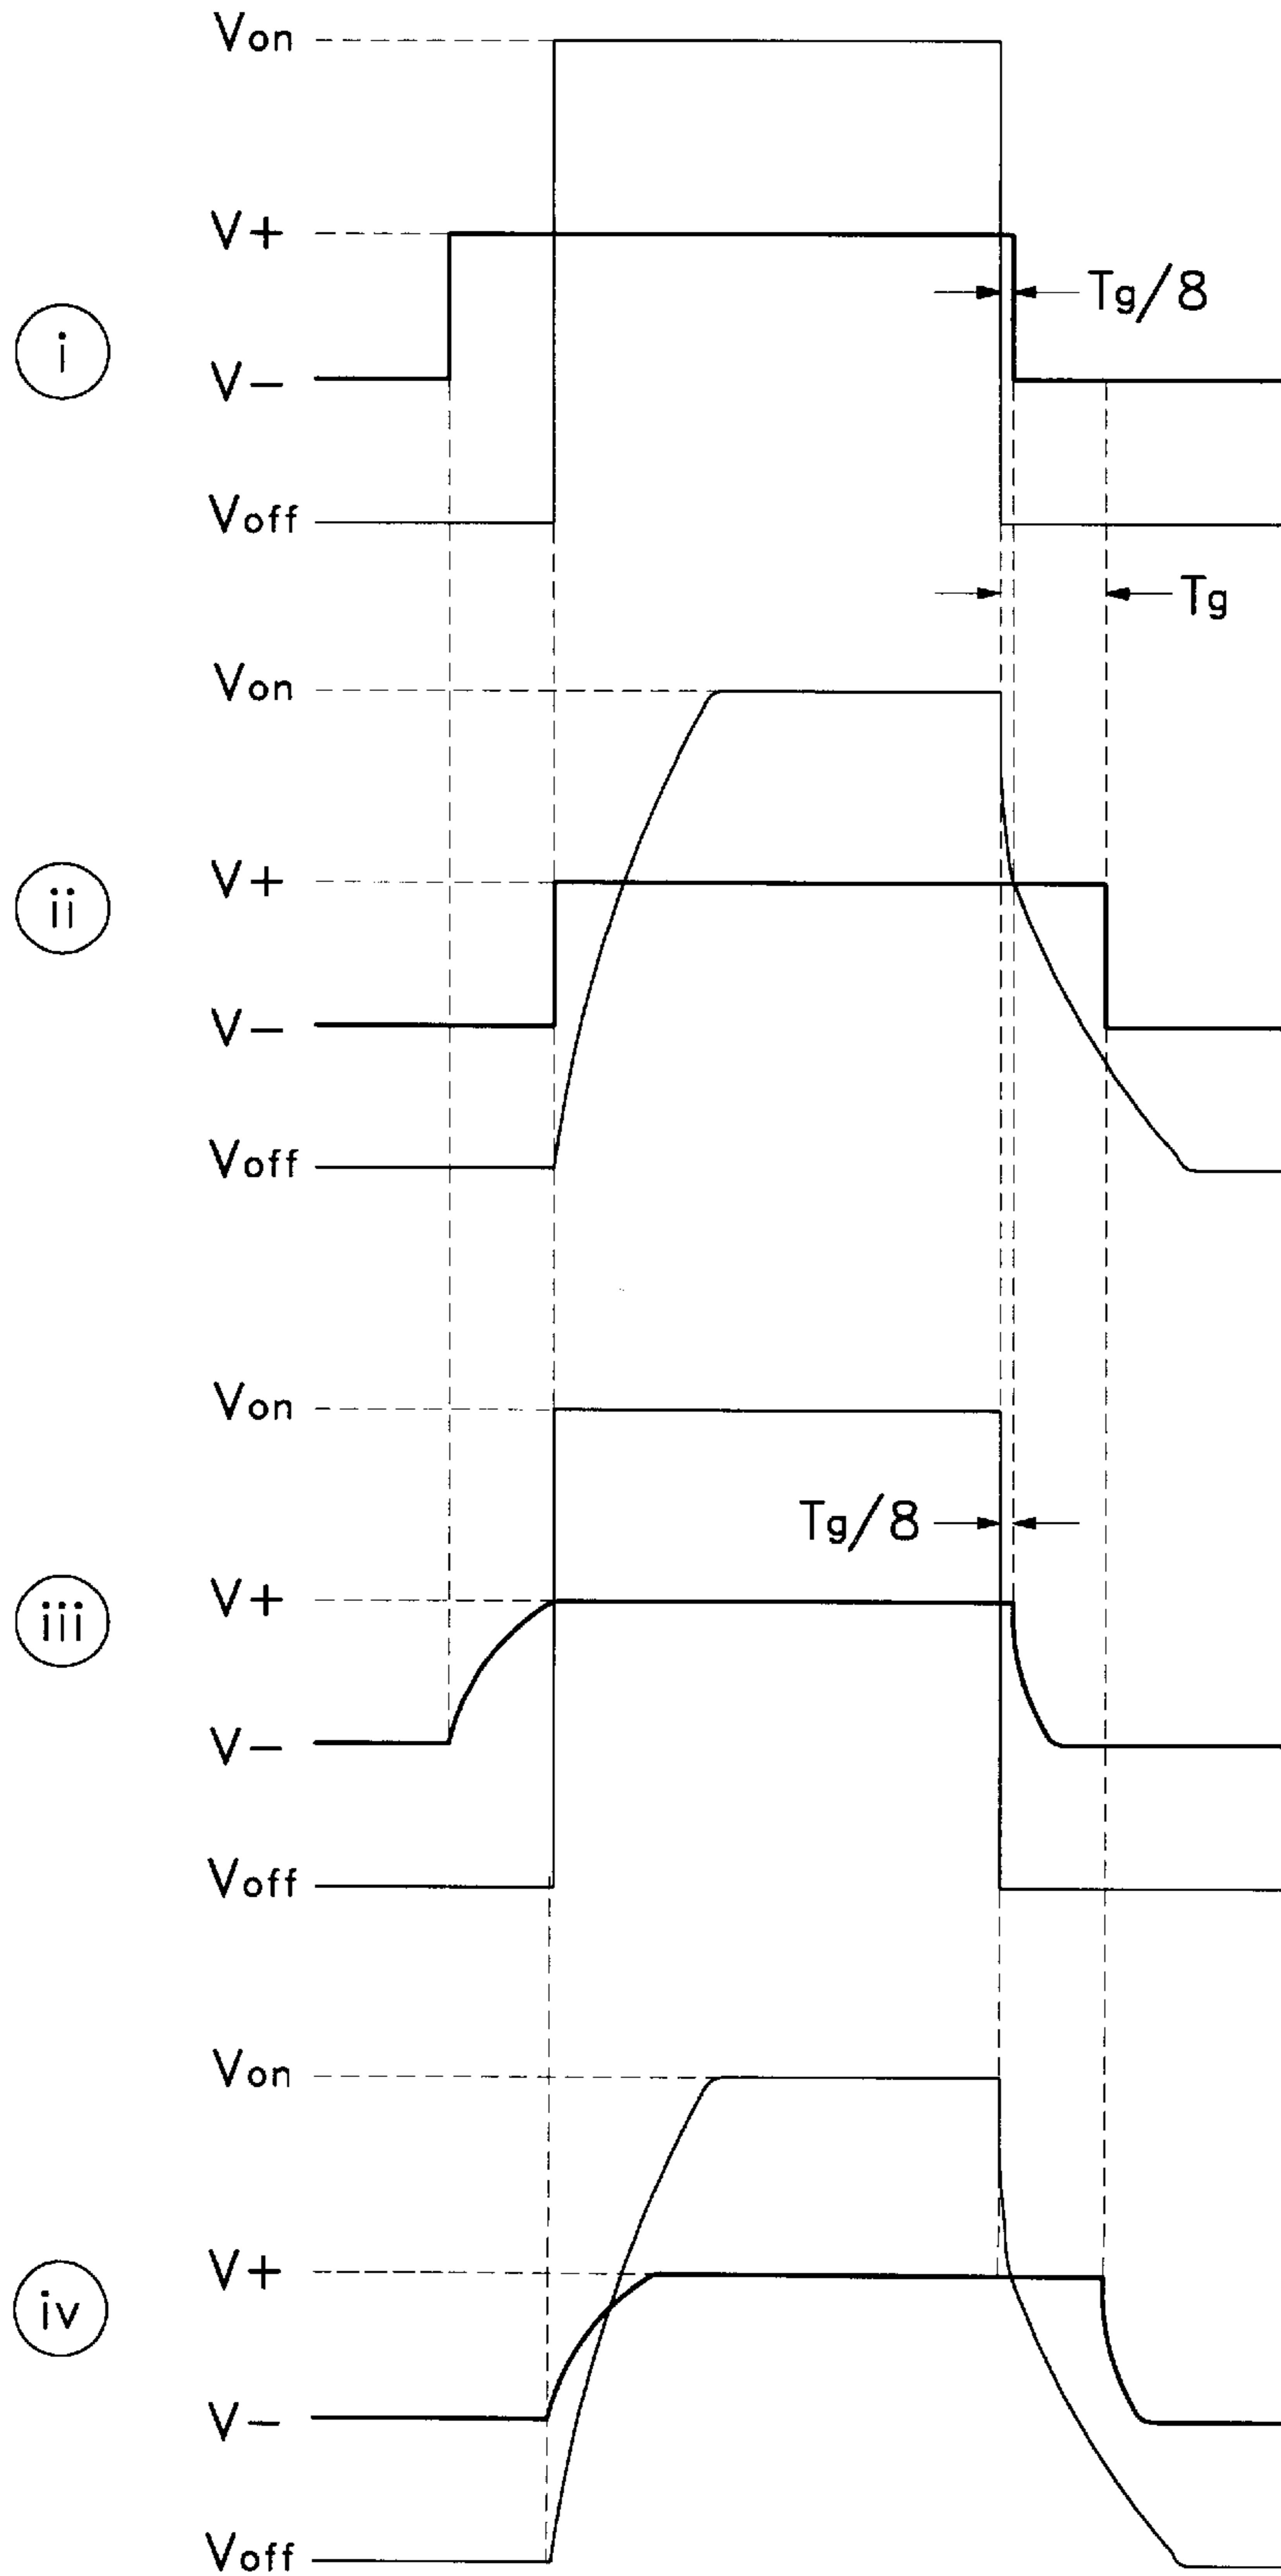 Von
V+
Tg/8
i
V−
Voff
Tg
Von
V+
ii
V−
Voff
Von
Tg/8
V+
iii
V−
Voff
Von
V+
iv
V−
Voff